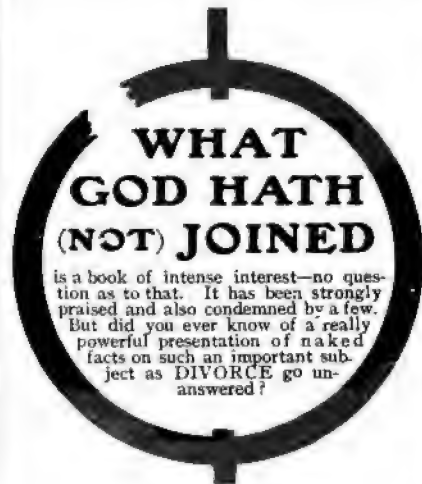 WHAT
GOD HATH
(NOT) JOINED
is a book of intense interest—no ques-
tion as to that. It has been strongly
praised and also condemned by a few.
But did you ever know of a really
powerful presentation of naked
facts on such an important sub-
ject as DIVORCE go un-
answered?